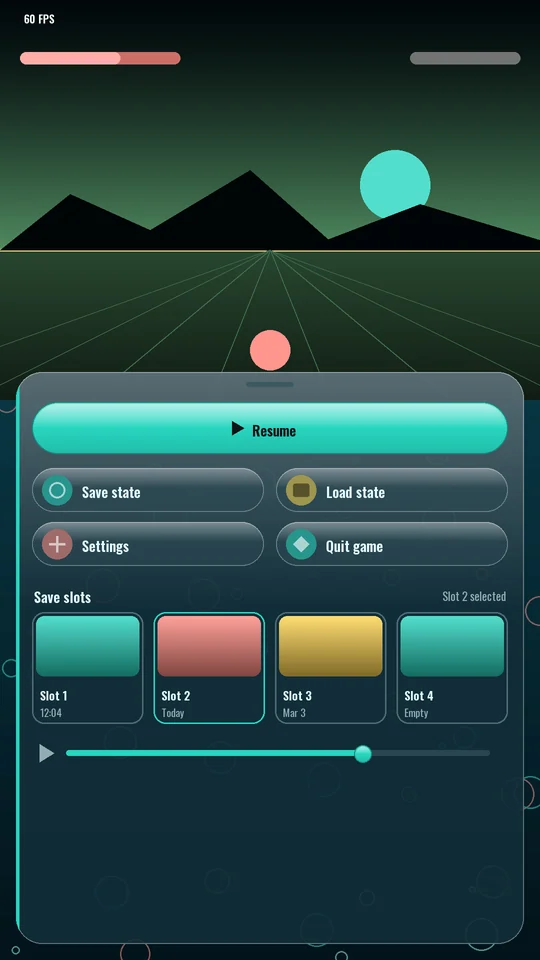 60 FPS
Resume
Save state
Load state
Settings
Quit game
Save slots
Slot 2 selected
Slot 1
12:04
Slot 2
Today
Slot 3
Mar 3
Slot 4
Empty